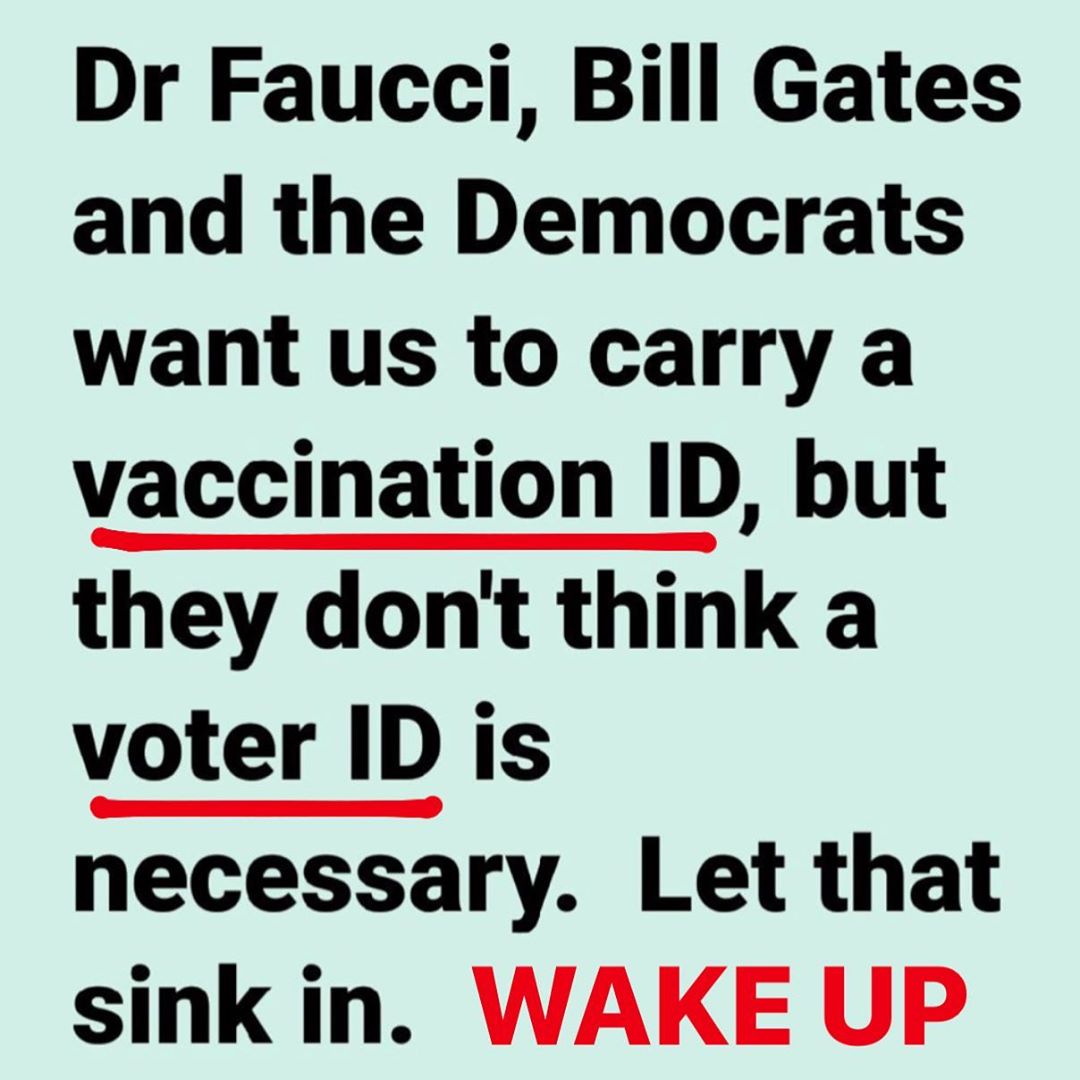 Dr Faucci, Bill Gates
and the Democrats
want us to carry a
vaccination ID, but
they don't think a
voter ID is
necessary.  Let that
sink in.  WAKE UP